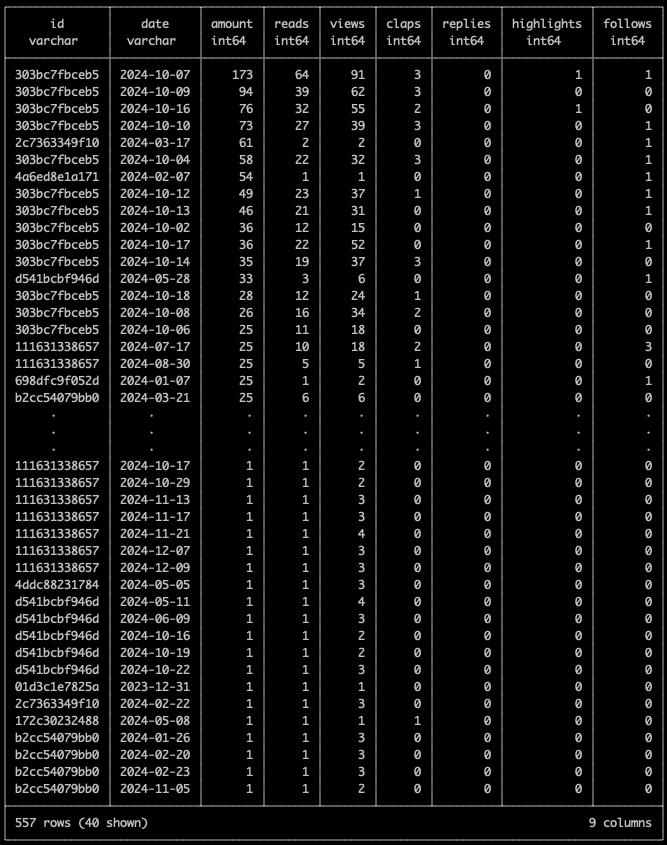 id date amount reads views claps replies highlights follows
varchar varchar int64 int64 int64 int64 int64 int64 int64
303bc7fbceb5 2024-10-07 173 64 91 3 0 1 1
303bc7fbceb5 2024-10-09 94 39 62 3 0 0 1
303bc7fbceb5 2024-10-16 76 32 55 2 0 1 0
303bc7fbceb5 2024-10-10 73 27 39 3 0 0 1
2c7363349f10 2024-03-17 61 2 2 0 0 0 1
303bc7fbceb5 2024-10-04 58 22 32 3 0 0 1
4a6ed8e1a171 2024-02-07 54 1 1 0 0 0 1
303bc7fbceb5 2024-10-12 49 23 37 1 0 0 1
303bc7fbceb5 2024-10-13 46 21 31 0 0 0 1
303bc7fbceb5 2024-10-02 36 12 15 0 0 0 0
303bc7fbceb5 2024-10-17 36 22 52 0 0 0 1
303bc7fbceb5 2024-10-14 35 19 37 3 0 0 0
d541bcbf946d 2024-05-28 33 3 6 0 0 0 1
303bc7fbceb5 2024-10-18 28 12 24 1 0 0 0
303bc7fbceb5 2024-10-08 26 16 34 2 0 0 0
303bc7fbceb5 2024-10-06 25 11 18 0 0 0 0
111631338657 2024-07-17 25 10 18 2 0 0 3
111631338657 2024-08-30 25 5 5 1 0 0 0
698dfc9f052d 2024-01-07 25 1 2 0 0 0 1
b2cc54079bb0 2024-03-21 25 6 6 0 0 0 0
. . . . . . . . .
. . . . . . . . .
. . . . . . . . .
111631338657 2024-10-17 1 1 2 0 0 0 0
111631338657 2024-10-29 1 1 2 0 0 0 0
111631338657 2024-11-13 1 1 3 0 0 0 0
111631338657 2024-11-17 1 1 3 0 0 0 0
111631338657 2024-11-21 1 1 4 0 0 0 0
111631338657 2024-12-07 1 1 3 0 0 0 0
111631338657 2024-12-09 1 1 3 0 0 0 0
4ddc88231784 2024-05-05 1 1 3 0 0 0 0
d541bcbf946d 2024-05-11 1 1 4 0 0 0 0
d541bcbf946d 2024-06-09 1 1 3 0 0 0 0
d541bcbf946d 2024-10-16 1 1 2 0 0 0 0
d541bcbf946d 2024-10-19 1 1 2 0 0 0 0
d541bcbf946d 2024-10-22 1 1 3 0 0 0 0
01d3c1e7825a 2023-12-31 1 1 1 0 0 0 0
2c7363349f10 2024-02-22 1 1 3 0 0 0 0
172c30232488 2024-05-08 1 1 1 1 0 0 0
b2cc54079bb0 2024-01-26 1 1 3 0 0 0 0
b2cc54079bb0 2024-02-20 1 1 3 0 0 0 0
b2cc54079bb0 2024-02-23 1 1 3 0 0 0 0
b2cc54079bb0 2024-11-05 1 1 2 0 0 0 0
557 rows (40 shown) 9 columns